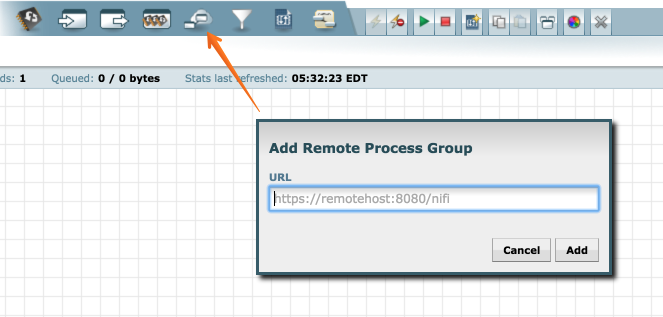 ds: 1 Queued: 0 / 0 bytes Stats last refreshed: 05:32:23 EDT
Add Remote Process Group
URL
https://remotehost:8080/nifi
Cancel Add